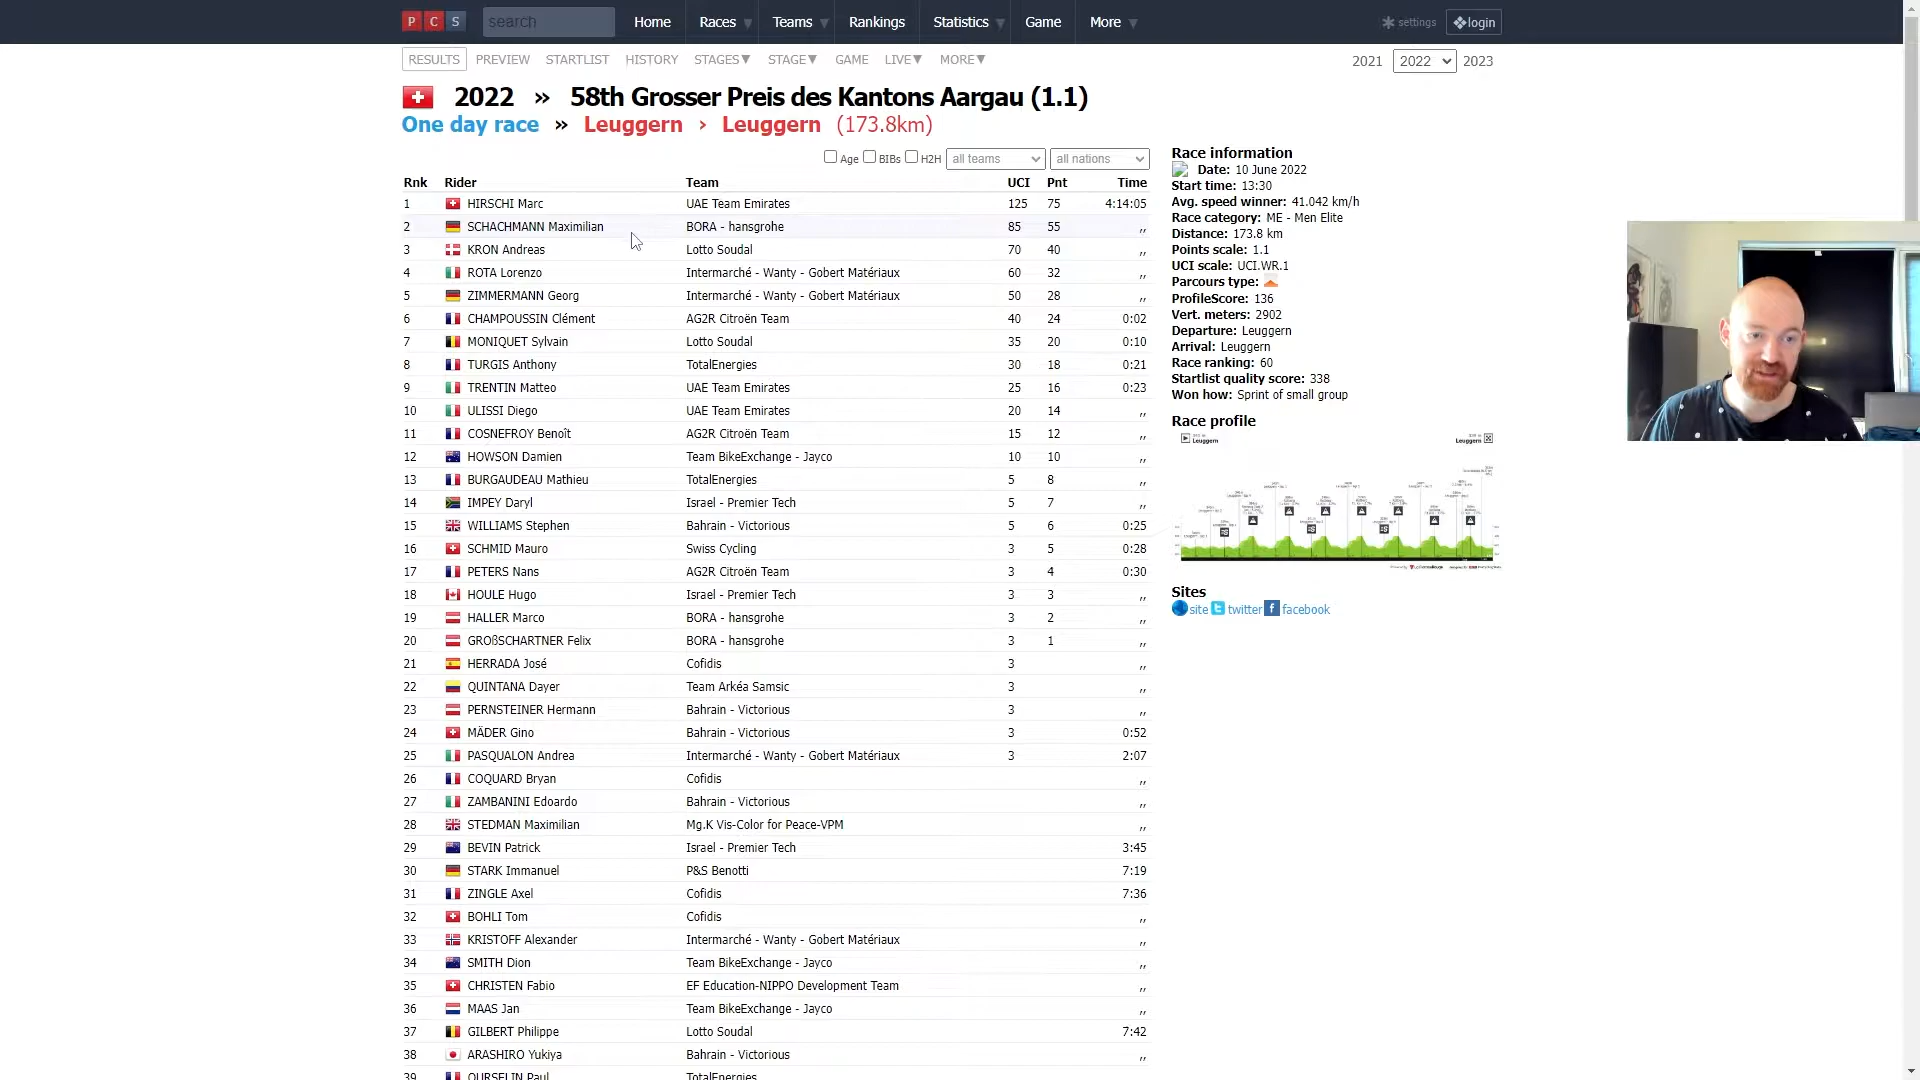 P C S search Home Races Teams Rankings Statistics Game More settings login
RESULTS PREVIEW STARTLIST HISTORY STAGES▼ STAGE▼ GAME LIVE▼ MORE▼ 2021 2022 2023
2022 » 58th Grosser Preis des Kantons Aargau (1.1)
One day race » Leuggern › Leuggern (173.8km)
Age BIBs H2H all teams all nations
Rnk Rider Team UCI Pnt Time
1 HIRSCHI Marc UAE Team Emirates 125 75 4:14:05
2 SCHACHMANN Maximilian BORA - hansgrohe 85 55 ,,
3 KRON Andreas Lotto Soudal 70 40 ,,
4 ROTA Lorenzo Intermarché - Wanty - Gobert Matériaux 60 32 ,,
5 ZIMMERMANN Georg Intermarché - Wanty - Gobert Matériaux 50 28 ,,
6 CHAMPOUSSIN Clément AG2R Citroën Team 40 24 0:02
7 MONIQUET Sylvain Lotto Soudal 35 20 0:10
8 TURGIS Anthony TotalEnergies 30 18 0:21
9 TRENTIN Matteo UAE Team Emirates 25 16 0:23
10 ULISSI Diego UAE Team Emirates 20 14 ,,
11 COSNEFROY Benoît AG2R Citroën Team 15 12 ,,
12 HOWSON Damien Team BikeExchange - Jayco 10 10 ,,
13 BURGAUDEAU Mathieu TotalEnergies 5 8 ,,
14 IMPEY Daryl Israel - Premier Tech 5 7 ,,
15 WILLIAMS Stephen Bahrain - Victorious 5 6 0:25
16 SCHMID Mauro Swiss Cycling 3 5 0:28
17 PETERS Nans AG2R Citroën Team 3 4 0:30
18 HOULE Hugo Israel - Premier Tech 3 3 ,,
19 HALLER Marco BORA - hansgrohe 3 2 ,,
20 GROßSCHARTNER Felix BORA - hansgrohe 3 1 ,,
21 HERRADA José Cofidis 3 ,,
22 QUINTANA Dayer Team Arkéa Samsic 3 ,,
23 PERNSTEINER Hermann Bahrain - Victorious 3 ,,
24 MÄDER Gino Bahrain - Victorious 3 0:52
25 PASQUALON Andrea Intermarché - Wanty - Gobert Matériaux 3 2:07
26 COQUARD Bryan Cofidis ,,
27 ZAMBANINI Edoardo Bahrain - Victorious ,,
28 STEDMAN Maximilian Mg.K Vis-Color for Peace-VPM ,,
29 BEVIN Patrick Israel - Premier Tech 3:45
30 STARK Immanuel P&S Benotti 7:19
31 ZINGLE Axel Cofidis 7:36
32 BOHLI Tom Cofidis ,,
33 KRISTOFF Alexander Intermarché - Wanty - Gobert Matériaux ,,
34 SMITH Dion Team BikeExchange - Jayco ,,
35 CHRISTEN Fabio EF Education-NIPPO Development Team ,,
36 MAAS Jan Team BikeExchange - Jayco ,,
37 GILBERT Philippe Lotto Soudal 7:42
38 ARASHIRO Yukiya Bahrain - Victorious ,,
39 OURSELIN Paul TotalEnergies
Race information
Date: 10 June 2022
Start time: 13:30
Avg. speed winner: 41.042 km/h
Race category: ME - Men Elite
Distance: 173.8 km
Points scale: 1.1
UCI scale: UCI.WR.1
Parcours type:
ProfileScore: 136
Vert. meters: 2902
Departure: Leuggern
Arrival: Leuggern
Race ranking: 60
Startlist quality score: 338
Won how: Sprint of small group
Race profile
Leuggern Leuggern
Sites
site twitter facebook